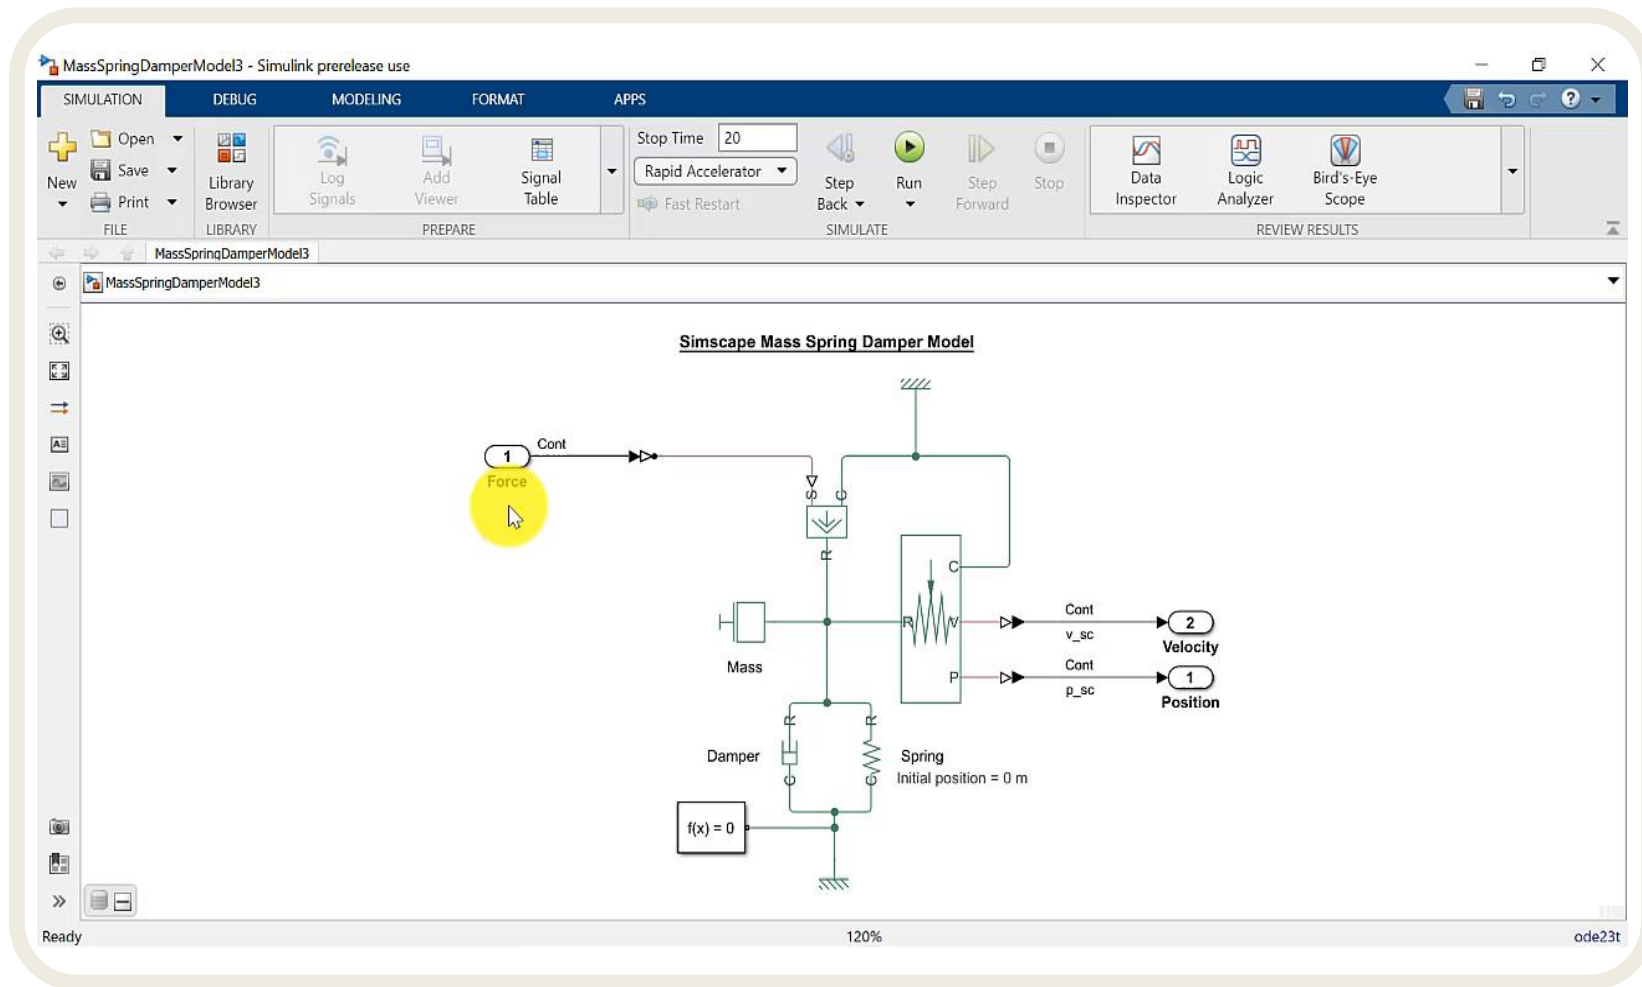 MassSpringDamperModel3 - Simulink prerelease use
SIMULATION DEBUG MODELING FORMAT APPS
New
Open
Save
Print
FILE
Library
Browser
LIBRARY
Log
Signals
Add
Viewer
Signal
Table
PREPARE
Stop Time 20
Rapid Accelerator
Fast Restart
Step
Back
Run
Step
Forward
Stop
SIMULATE
Data
Inspector
Logic
Analyzer
Bird's-Eye
Scope
REVIEW RESULTS
MassSpringDamperModel3
MassSpringDamperModel3
Simscape Mass Spring Damper Model
1
Cont
Force
S
C
R
C
R
V
P
Mass
Cont
v_sc
2
Velocity
Cont
p_sc
1
Position
R
R
Damper
C
C
Spring
Initial position = 0 m
f(x) = 0
Ready
120%
ode23t